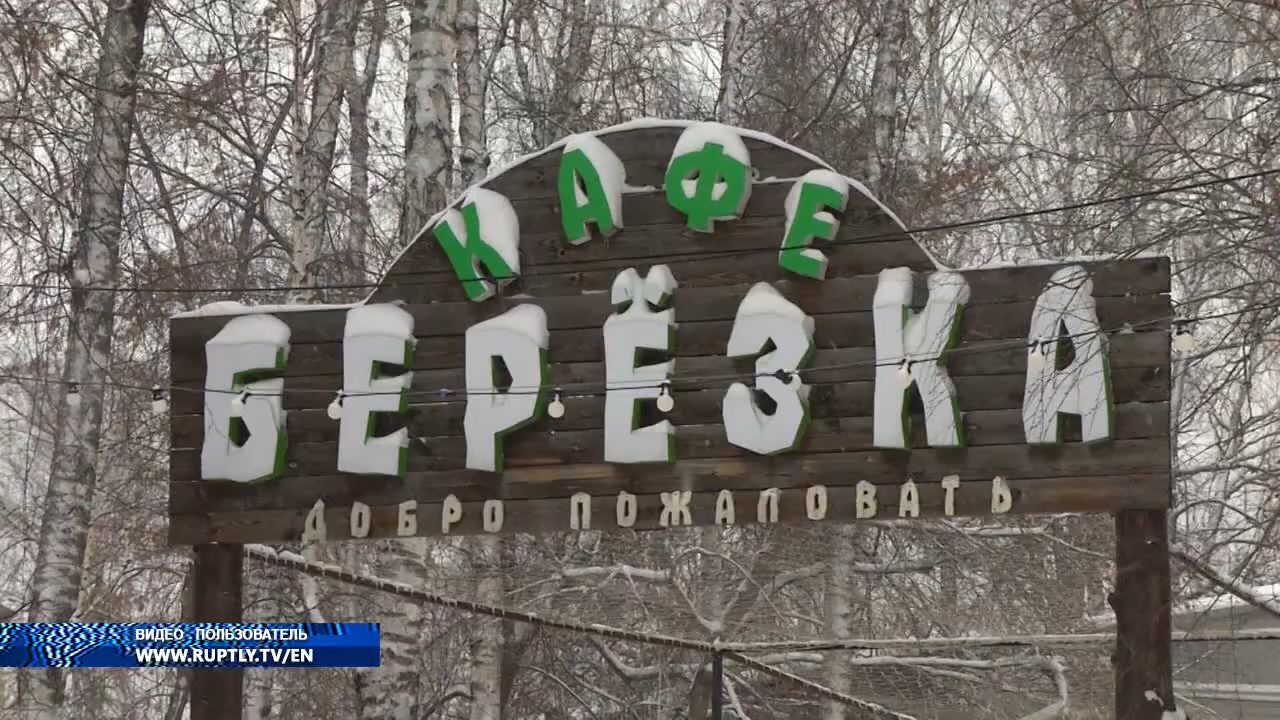 КАФЕ
БЕРЁЗКА
ДОБРО ПОЖАЛОВАТЬ
ВИДЕО ПОЛЬЗОВАТЕЛЬ
WWW.RUPTLY.TV/EN